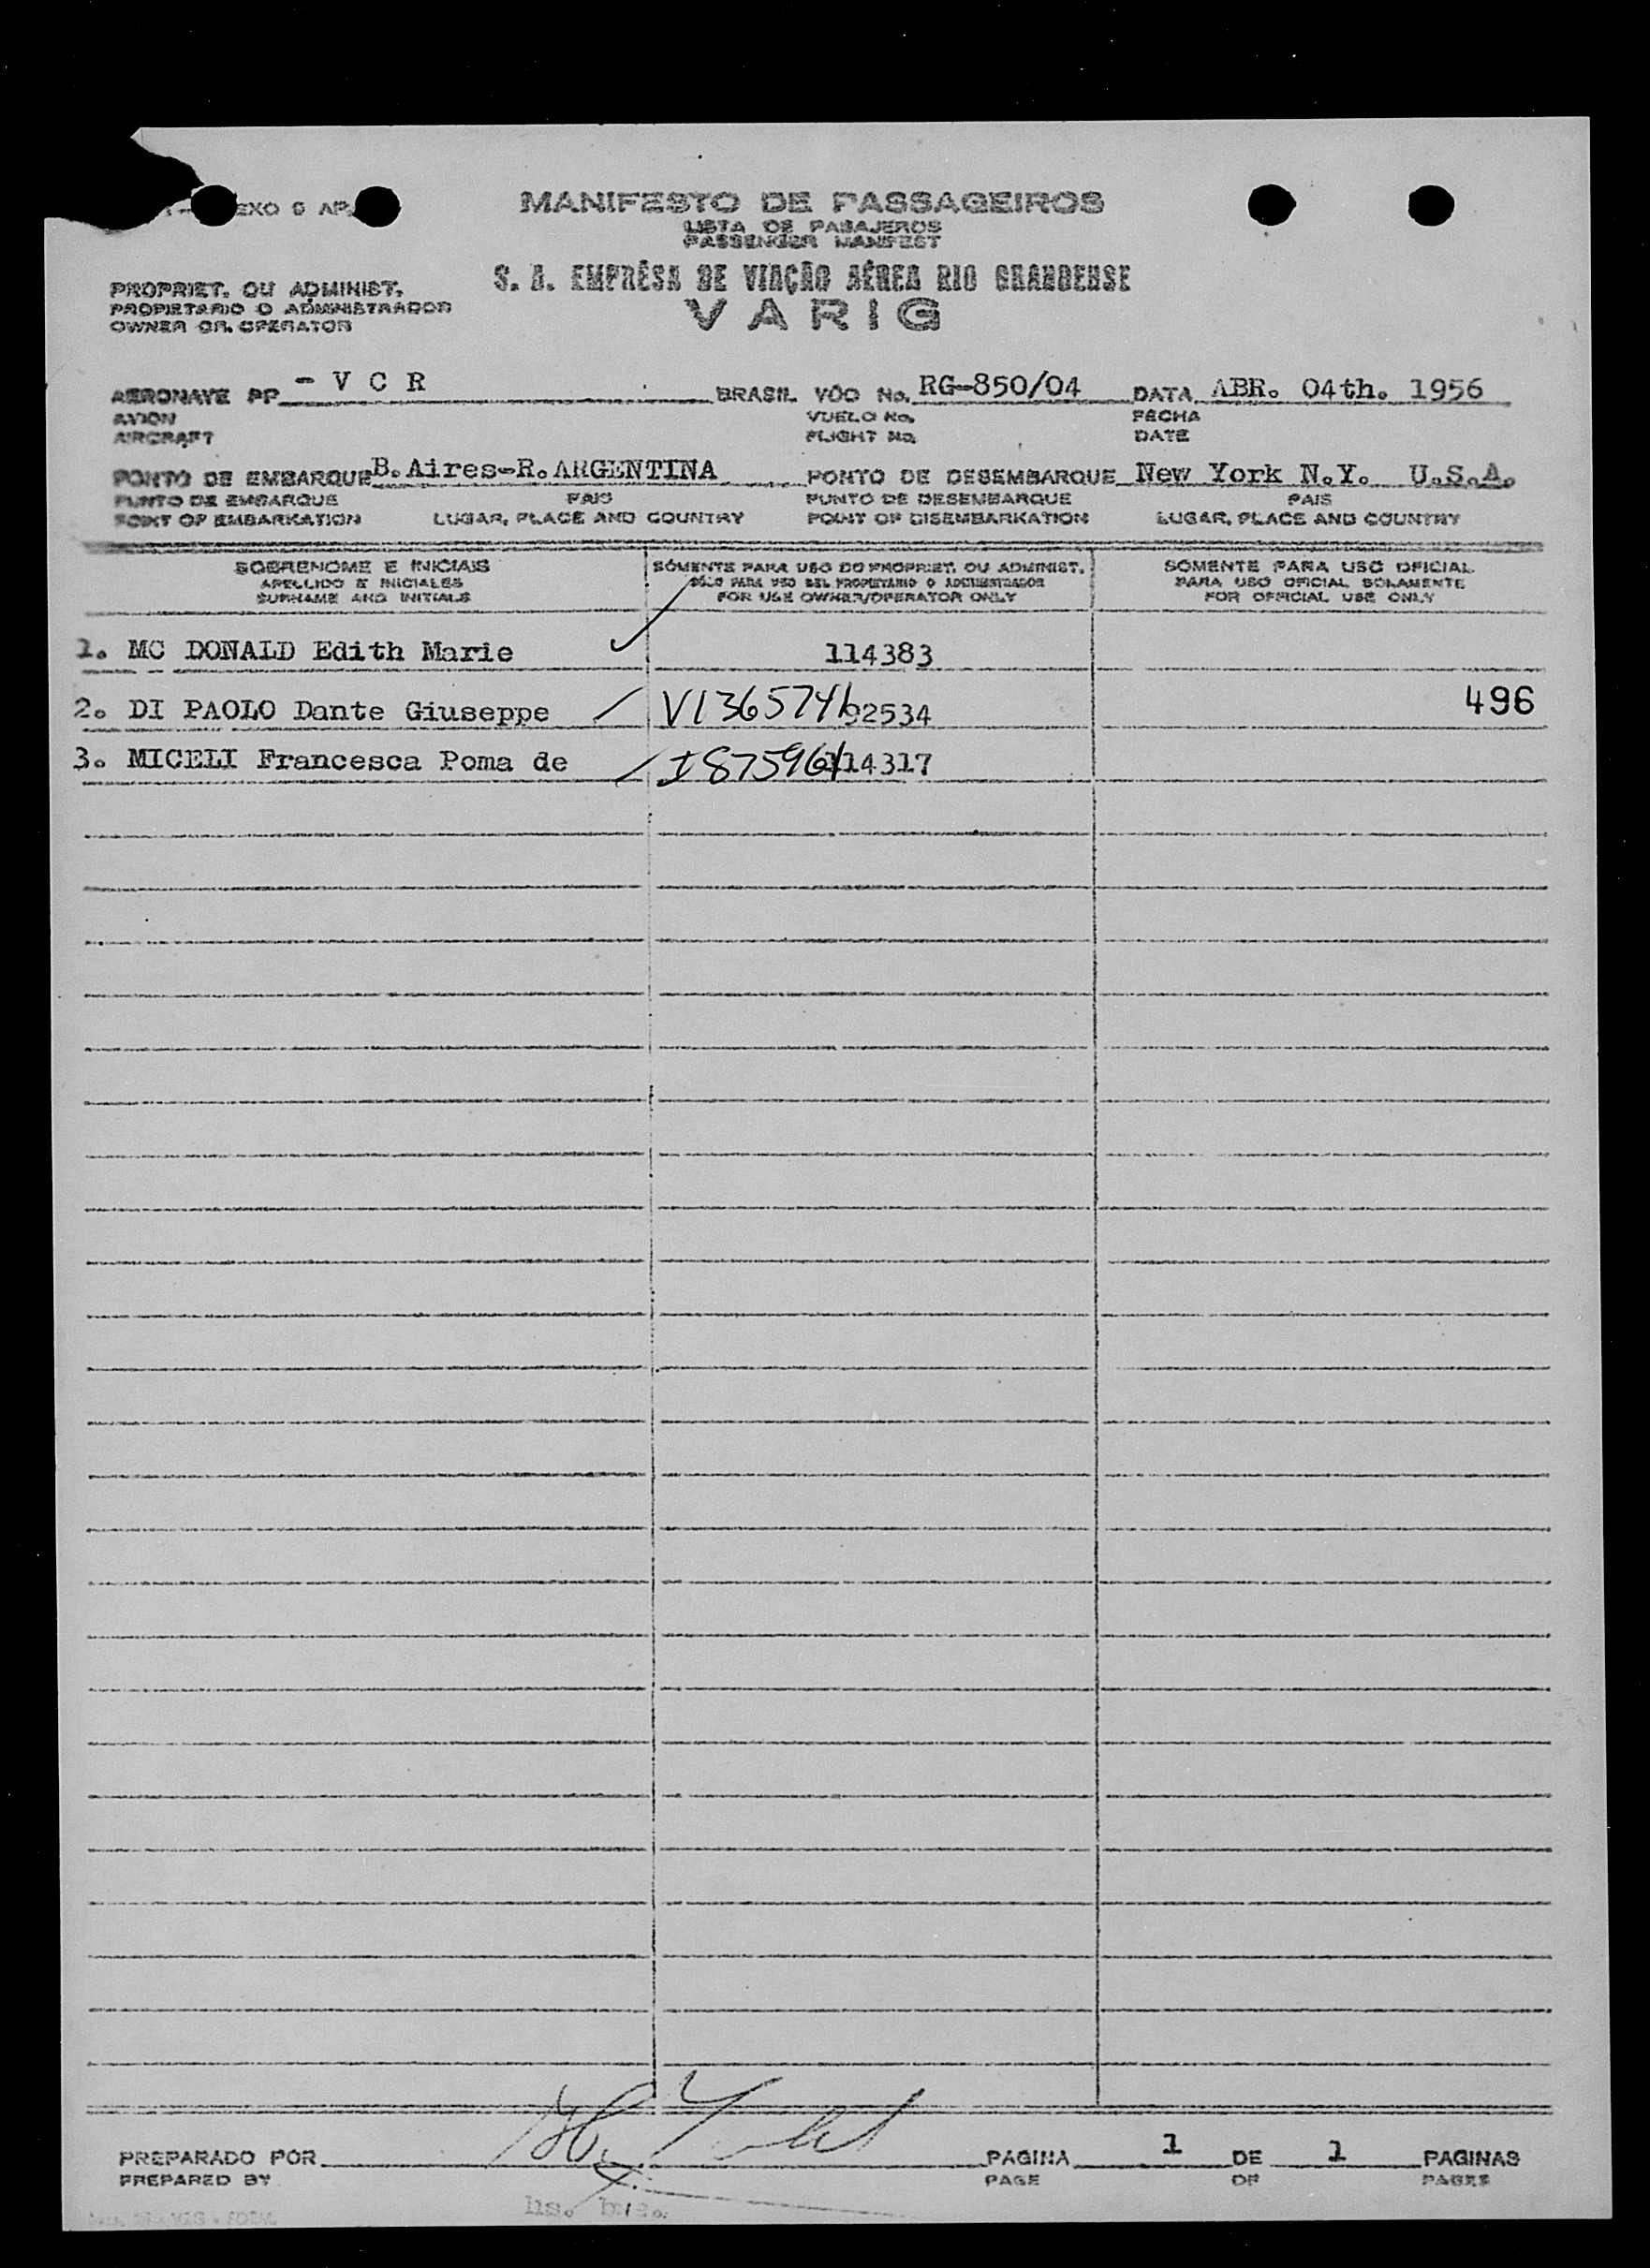 EXO 9 AP.
MANIFESTO DE PASSAGEIROS
LISTA DE PASAJEROS
PASSENGER MANIFEST
S. A. EMPRÊSA DE VIAÇÃO AÉREA RIO GRANDENSE
VARIG
PROPRIET. OU ADMINIST.
PROPIETARIO O ADMINISTRADOR
OWNER OR OPERATOR
AERONAVE PP - V C R BRASIL VÔO No. RG-850/04 DATA ABR. 04th. 1956
AVION VUELO No. FECHA
AIRCRAFT FLIGHT No. DATE
PONTO DE EMBARQUE B. Aires-R. ARGENTINA PONTO DE DESEMBARQUE New York N.Y. U.S.A.
PUNTO DE EMBARQUE PAIS PUNTO DE DESEMBARQUE PAIS
POINT OF EMBARKATION LUGAR, PLACE AND COUNTRY POINT OF DISEMBARKATION LUGAR, PLACE AND COUNTRY
SOBRENOME E INICIAIS SÓMENTE PARA USO DO PROPRIET. OU ADMINIST. SOMENTE PARA USO OFICIAL
APELLIDO E INICIALES SÓLO PARA USO DEL PROPIETARIO O ADMINISTRADOR PARA USO OFICIAL SOLAMENTE
SURNAME AND INITIALS FOR USE OWNER/OPERATOR ONLY FOR OFFICIAL USE ONLY
1. MC DONALD Edith Marie 114383
2. DI PAOLO Dante Giuseppe V1365746 92534 496
3. MICELI Francesca Poma de I875961 114317
PREPARADO POR PAGINA 1 DE 1 PAGINAS
PREPARED BY PAGE OF PAGES